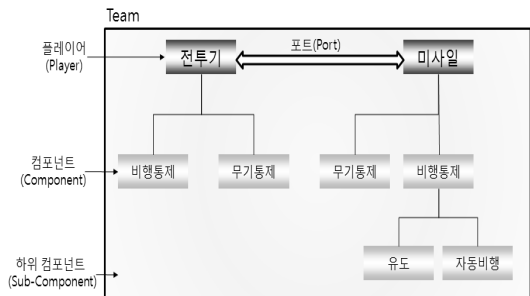 Team
플레이어
(Player)
전투기
포트(Port)
미사일
컴포넌트
(Component)
비행통제
무기통제
무기통제
비행통제
하위 컴포넌트
(Sub-Component)
유도
자동비행